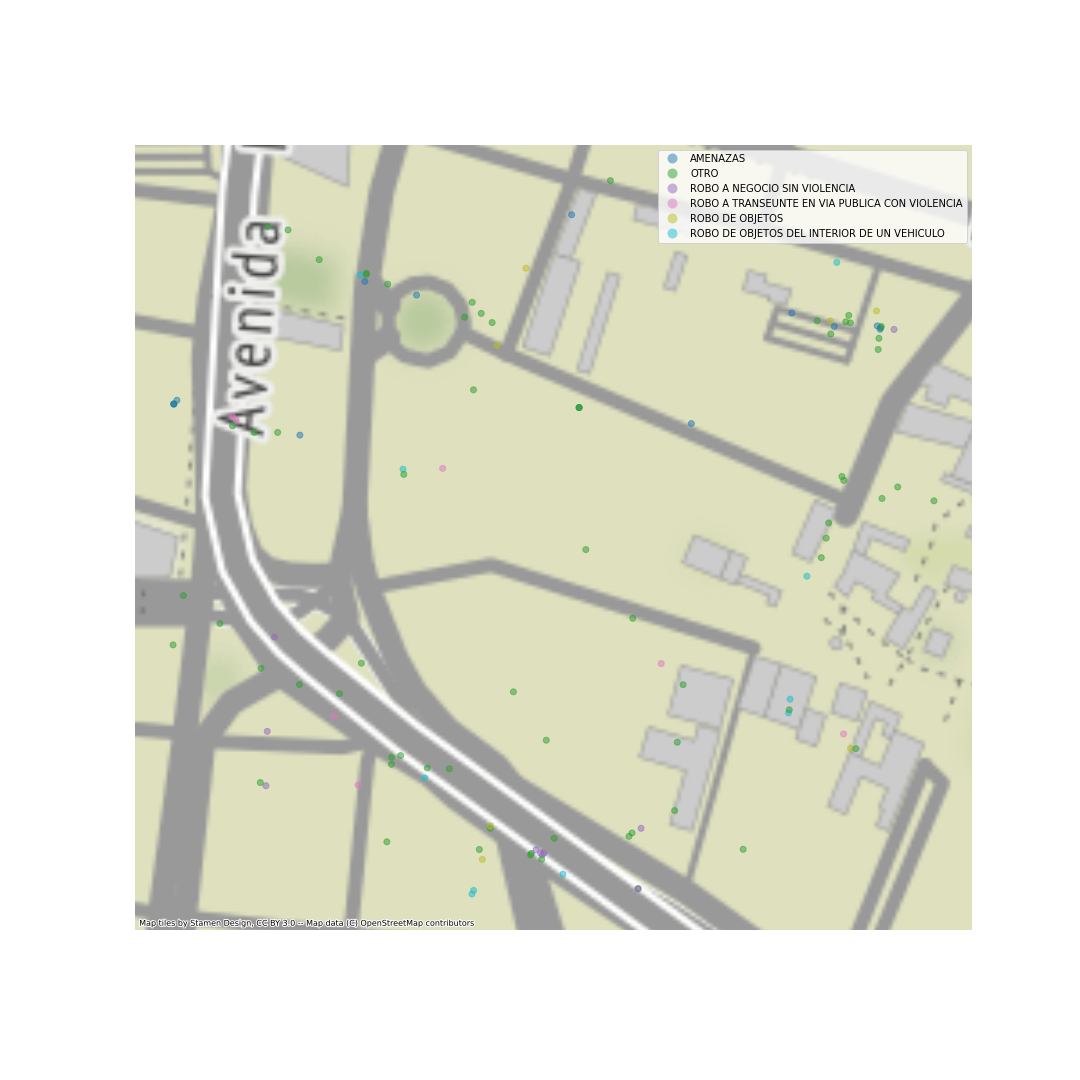 Avenida
AMENAZAS
OTRO
ROBO A NEGOCIO SIN VIOLENCIA
ROBO A TRANSEUNTE EN VIA PUBLICA CON VIOLENCIA
ROBO DE OBJETOS
ROBO DE OBJETOS DEL INTERIOR DE UN VEHICULO
Map tiles by Stamen Design, CC BY 3.0 -- Map data (C) OpenStreetMap contributors